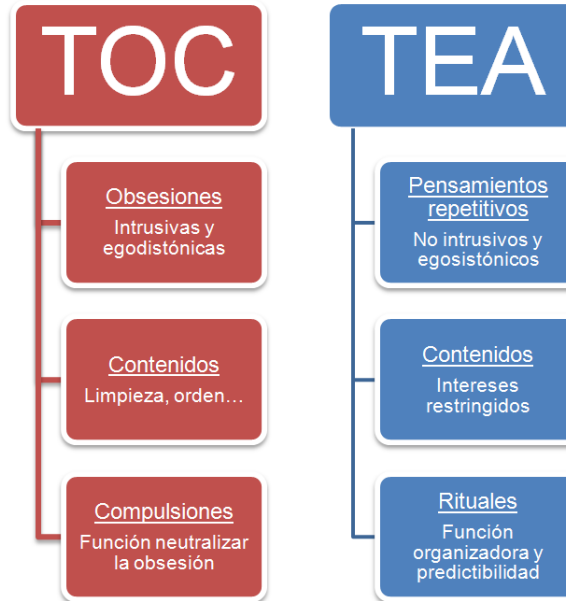 TOC
Obsesiones
Intrusivas y
egodistónicas
Contenidos
Limpieza, orden…
Compulsiones
Función neutralizar
la obsesión
TEA
Pensamientos
repetitivos
No intrusivos y
egosistónicos
Contenidos
Intereses
restringidos
Rituales
Función
organizadora y
predictibilidad